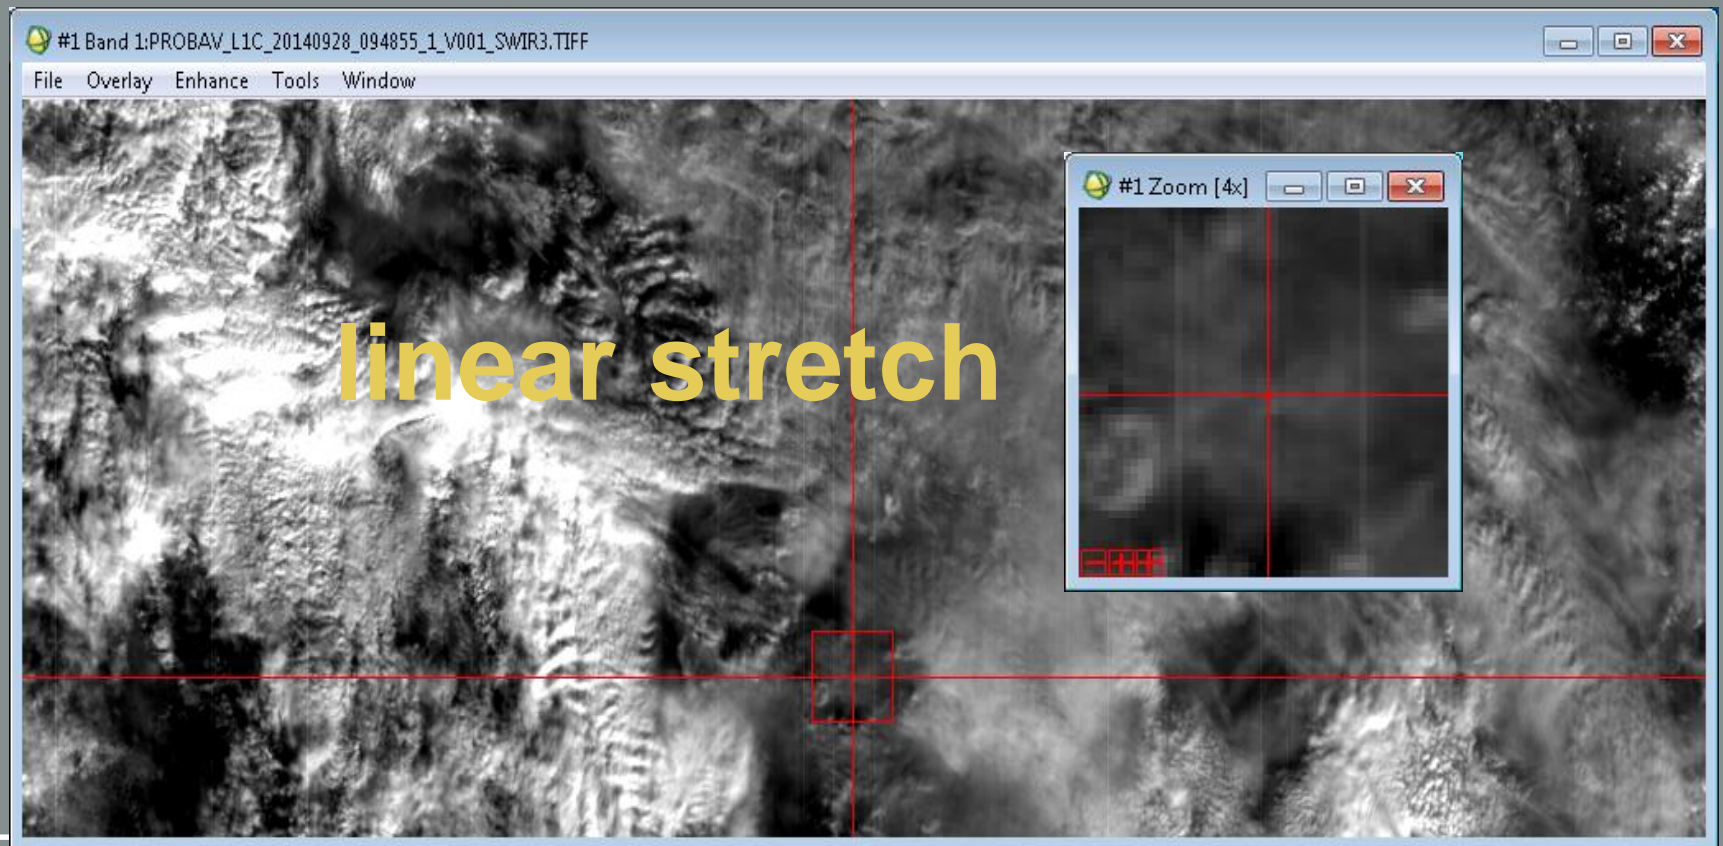 #1 Band 1:PROBAV_L1C_20140928_094855_1_V001_SWIR3.TIFF
File Overlay Enhance Tools Window
#1 Zoom [4x]
linear stretch